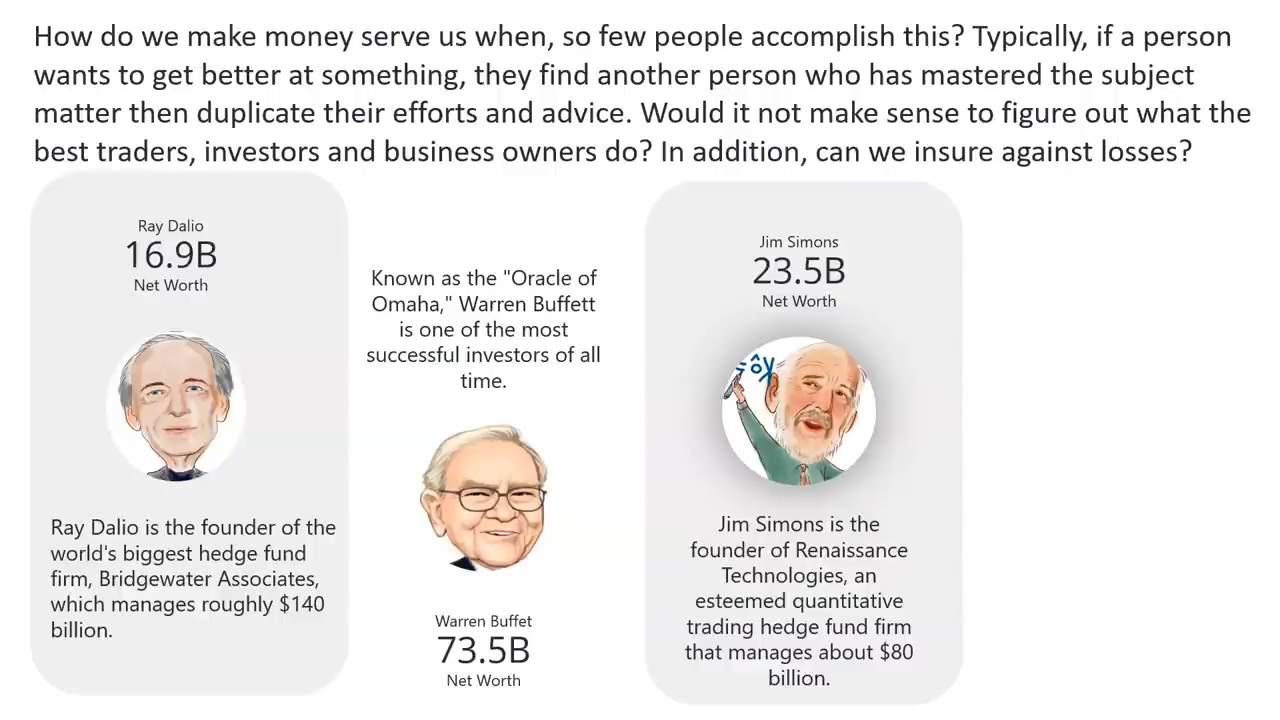 How do we make money serve us when, so few people accomplish this? Typically, if a person
wants to get better at something, they find another person who has mastered the subject
matter then duplicate their efforts and advice. Would it not make sense to figure out what the
best traders, investors and business owners do? In addition, can we insure against losses?
Ray Dalio
16.9B
Net Worth
Ray Dalio is the founder of the
world's biggest hedge fund
firm, Bridgewater Associates,
which manages roughly $140
billion.
Known as the "Oracle of
Omaha," Warren Buffett
is one of the most
successful investors of all
time.
Warren Buffet
73.5B
Net Worth
Jim Simons
23.5B
Net Worth
Jim Simons is the
founder of Renaissance
Technologies, an
esteemed quantitative
trading hedge fund firm
that manages about $80
billion.